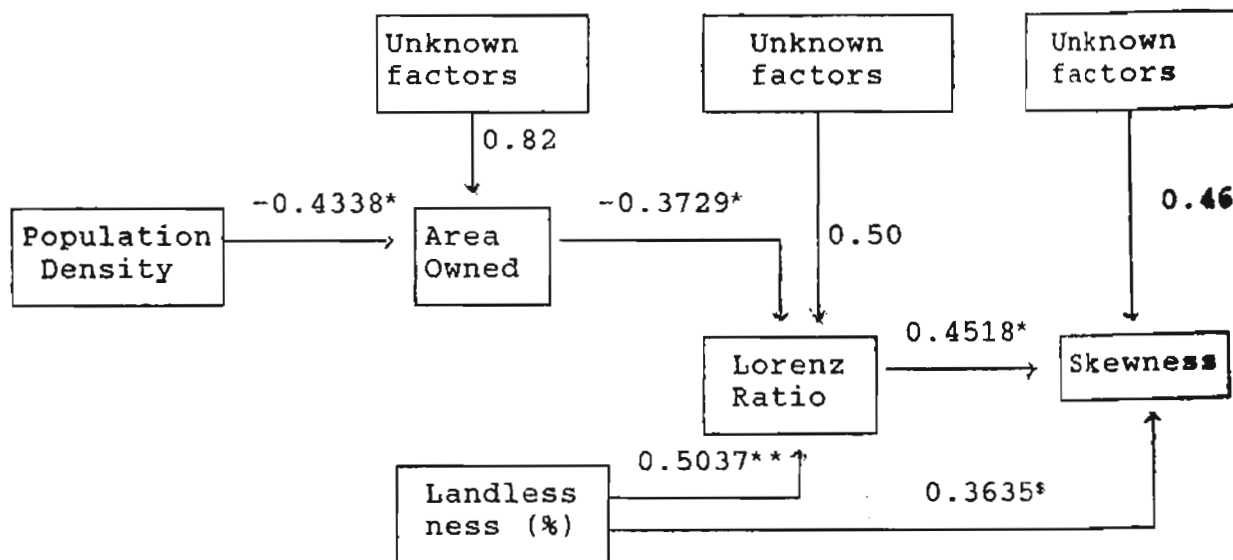 Unknown
factors
Unknown
factors
Unknown
factors
0.82
-0.4338*
-0.3729*
0.50
0.46
Population
Density
Area
Owned
0.4518*
Lorenz
Ratio
Skewness
0.5037**
0.3635$
Landless
ness (%)